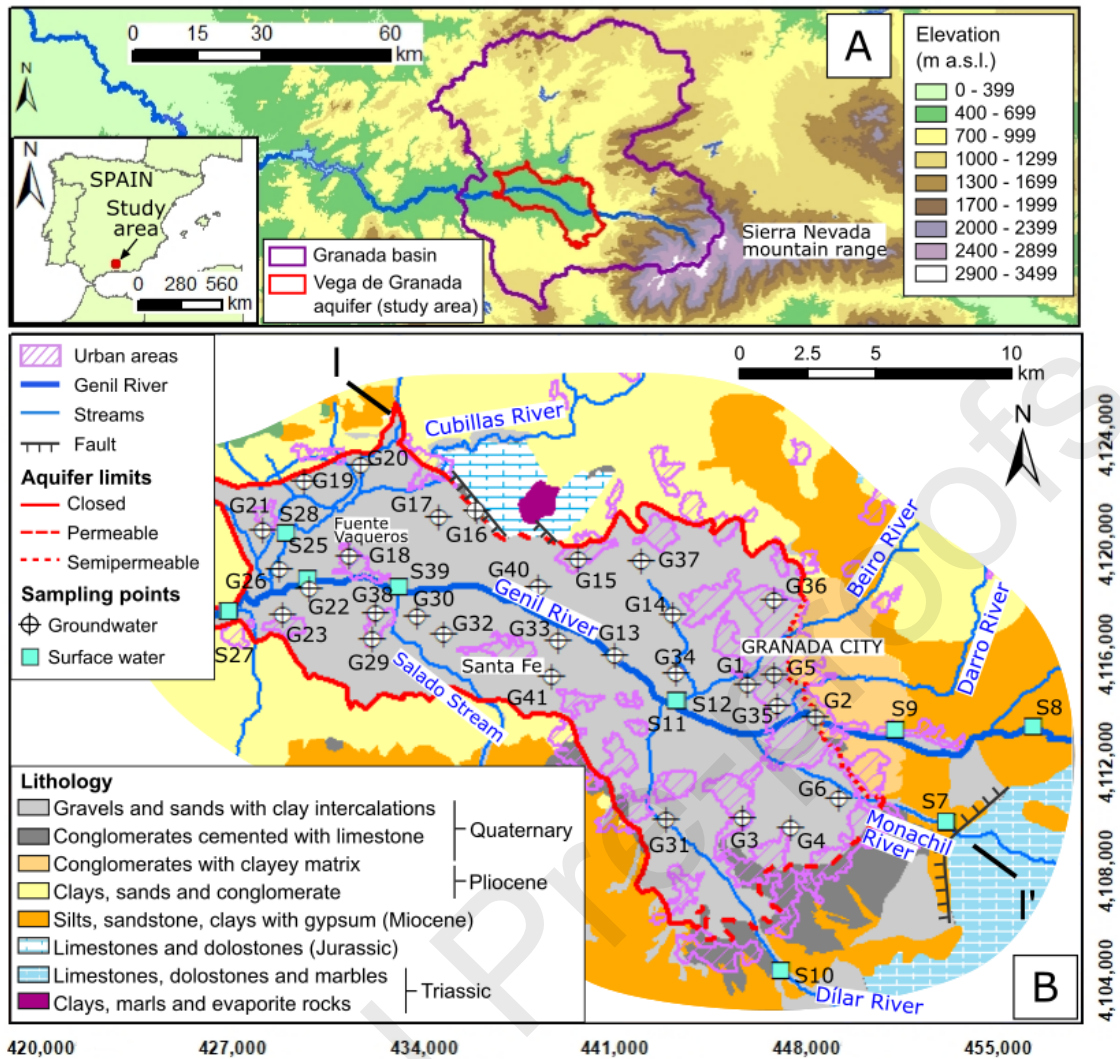 0 15 30 60
km
N
A
Elevation
(m a.s.l.)
0 - 399
400 - 699
700 - 999
1000 - 1299
1300 - 1699
1700 - 1999
2000 - 2399
2400 - 2899
2900 - 3499
N
SPAIN
Study
area
0 280 560
km
Granada basin
Vega de Granada
aquifer (study area)
Sierra Nevada
mountain range
Urban areas
Genil River
Streams
Fault
Aquifer limits
Closed
Permeable
Semipermeable
Sampling points
Groundwater
Surface water
0 2.5 5 10
km
N
I
Cubillas River
G20
G19
G21
S28
G17
G16
Fuente
Vaqueros
S25
G18
G26
S39
G40
G15
G37
G36
Beiro River
G22
G38
G30
Genil River
G14
G23
G32
G33
G13
GRANADA CITY
Darro River
S27
G29
Salado Stream
Santa Fe
G34
G1
G5
G41
S11
S12
G35
G2
S9
S8
G6
S7
Monachil
River
G31
G3
G4
I'
S10
Dílar River
B
Lithology
Gravels and sands with clay intercalations
Conglomerates cemented with limestone
Quaternary
Conglomerates with clayey matrix
Clays, sands and conglomerate
Pliocene
Silts, sandstone, clays with gypsum (Miocene)
Limestones and dolostones (Jurassic)
Limestones, dolostones and marbles
Clays, marls and evaporite rocks
Triassic
4,124,000
4,120,000
4,116,000
4,112,000
4,108,000
4,104,000
420,000 427,000 434,000 441,000 448,000 455,000